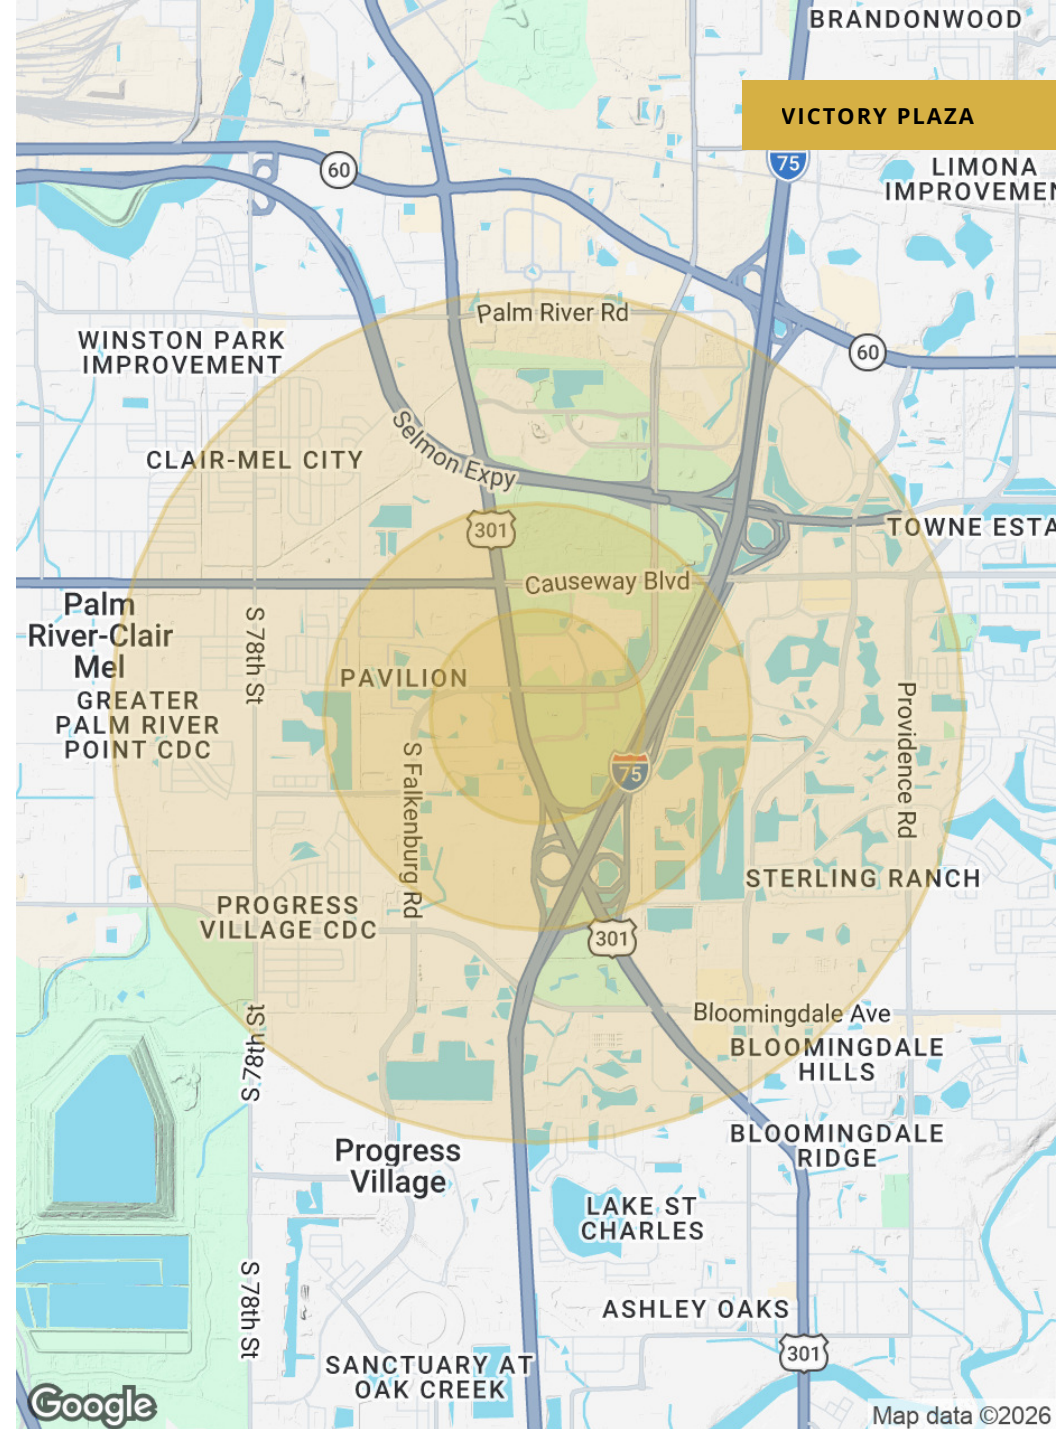 BRANDONWOOD
VICTORY PLAZA
75
60
LIMONA
IMPROVEMEN
Palm River Rd
WINSTON PARK
IMPROVEMENT
60
Selmon Expy
CLAIR-MEL CITY
301
TOWNE ESTA
Causeway Blvd
Palm
River-Clair
Mel
S 78th St
PAVILION
GREATER
PALM RIVER
POINT CDC
Providence Rd
S Falkenburg Rd
75
STERLING RANCH
PROGRESS
VILLAGE CDC
301
Bloomingdale Ave
S 78th St
BLOOMINGDALE
HILLS
BLOOMINGDALE
RIDGE
Progress
Village
LAKE ST
CHARLES
S 78th St
ASHLEY OAKS
301
SANCTUARY AT
OAK CREEK
Google
Map data ©2026